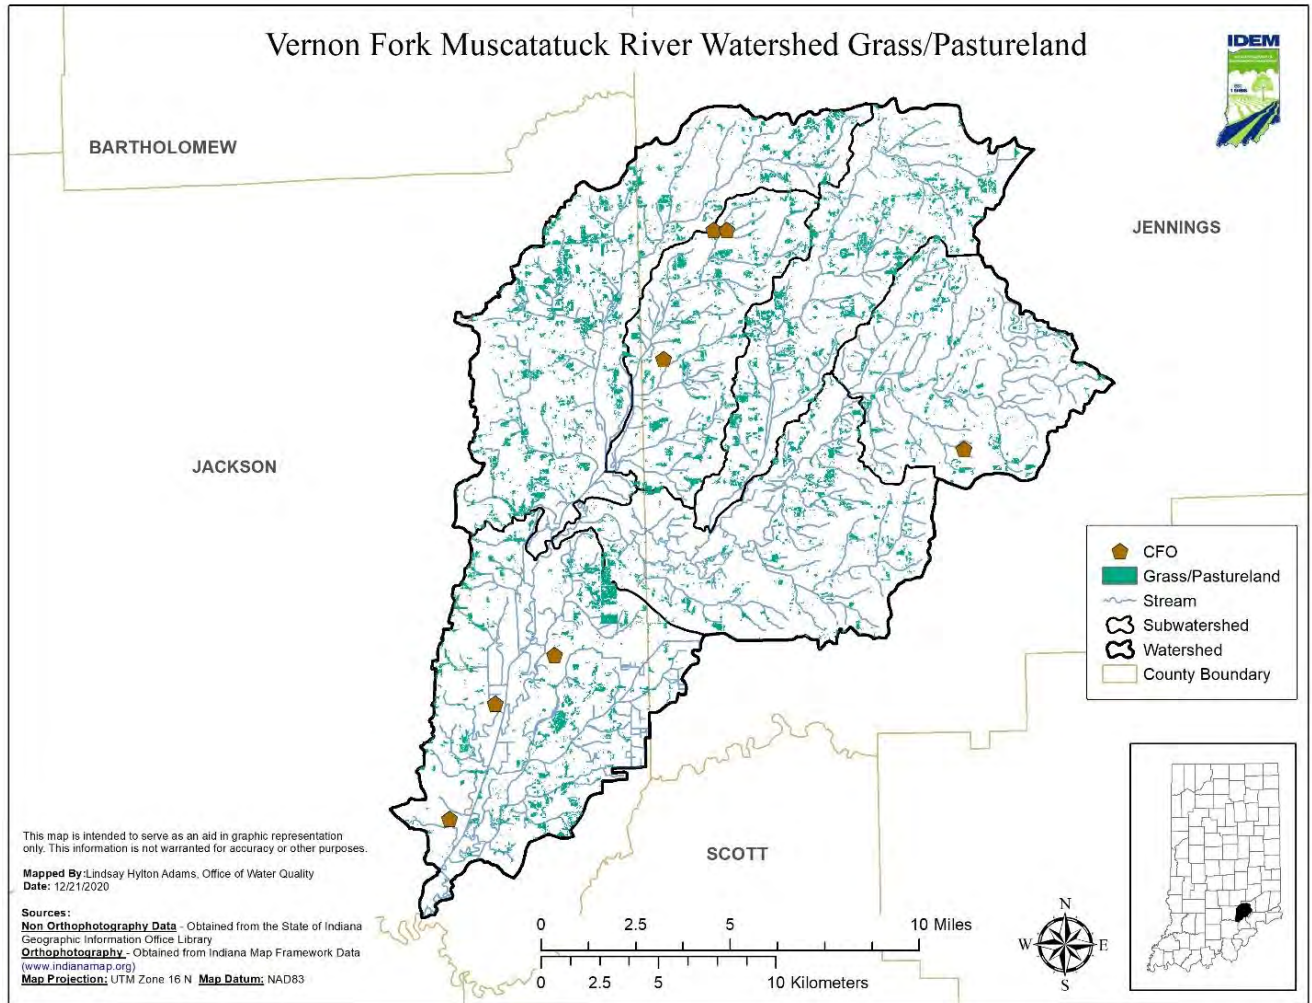 Vernon Fork Muscatatuck River Watershed Grass/Pastureland
IDEM
BARTHOLOMEW
JENNINGS
JACKSON
CFO
Grass/Pastureland
Stream
Subwatershed
Watershed
County Boundary
SCOTT
This map is intended to serve as an aid in graphic representation
only. This information is not warranted for accuracy or other purposes.
Mapped By:Lindsay Hylton Adams, Office of Water Quality
Date: 12/21/2020
Sources:
Non Orthophotography Data - Obtained from the State of Indiana
Geographic Information Office Library
Orthophotography - Obtained from Indiana Map Framework Data
(www.indianamap.org)
Map Projection: UTM Zone 16 N Map Datum: NAD83
0 2.5 5 10 Miles
0 2.5 5 10 Kilometers
N
W E
S